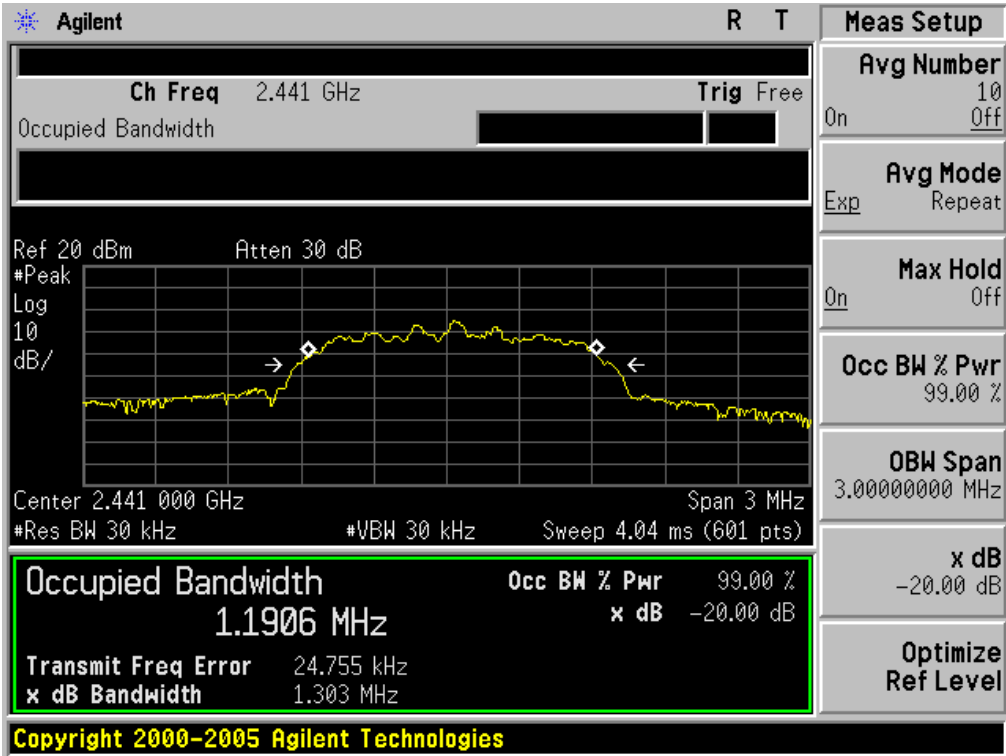 Agilent R T
Ch Freq 2.441 GHz Trig Free
Occupied Bandwidth
Ref 20 dBm Atten 30 dB
#Peak
Log
10
dB/
Center 2.441 000 GHz Span 3 MHz
#Res BW 30 kHz #VBW 30 kHz Sweep 4.04 ms (601 pts)
Occupied Bandwidth
1.1906 MHz
Occ BW % Pwr 99.00 %
x dB -20.00 dB
Transmit Freq Error 24.755 kHz
x dB Bandwidth 1.303 MHz
Copyright 2000-2005 Agilent Technologies
Meas Setup
Avg Number
10
On Off
Avg Mode
Exp Repeat
Max Hold
On Off
Occ BW % Pwr
99.00 %
OBW Span
3.00000000 MHz
x dB
-20.00 dB
Optimize
Ref Level